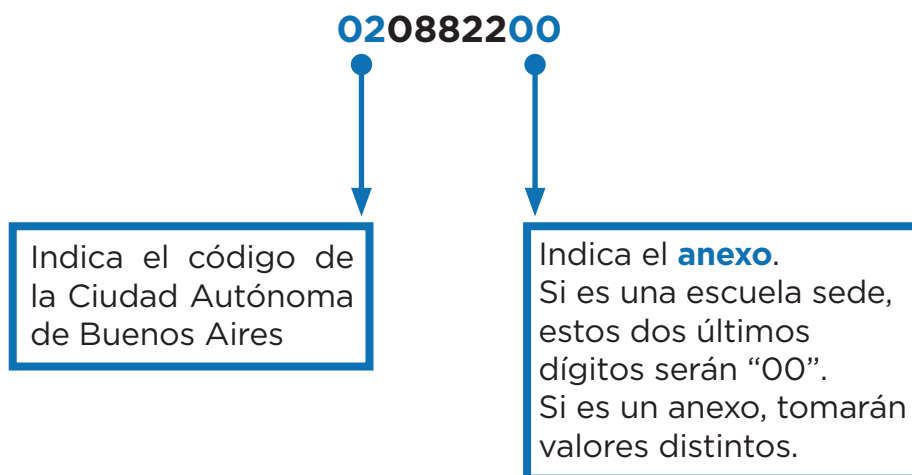 020882200
Indica el código de
la Ciudad Autónoma
de Buenos Aires
Indica el anexo.
Si es una escuela sede,
estos dos últimos
dígitos serán “00”.
Si es un anexo, tomarán
valores distintos.